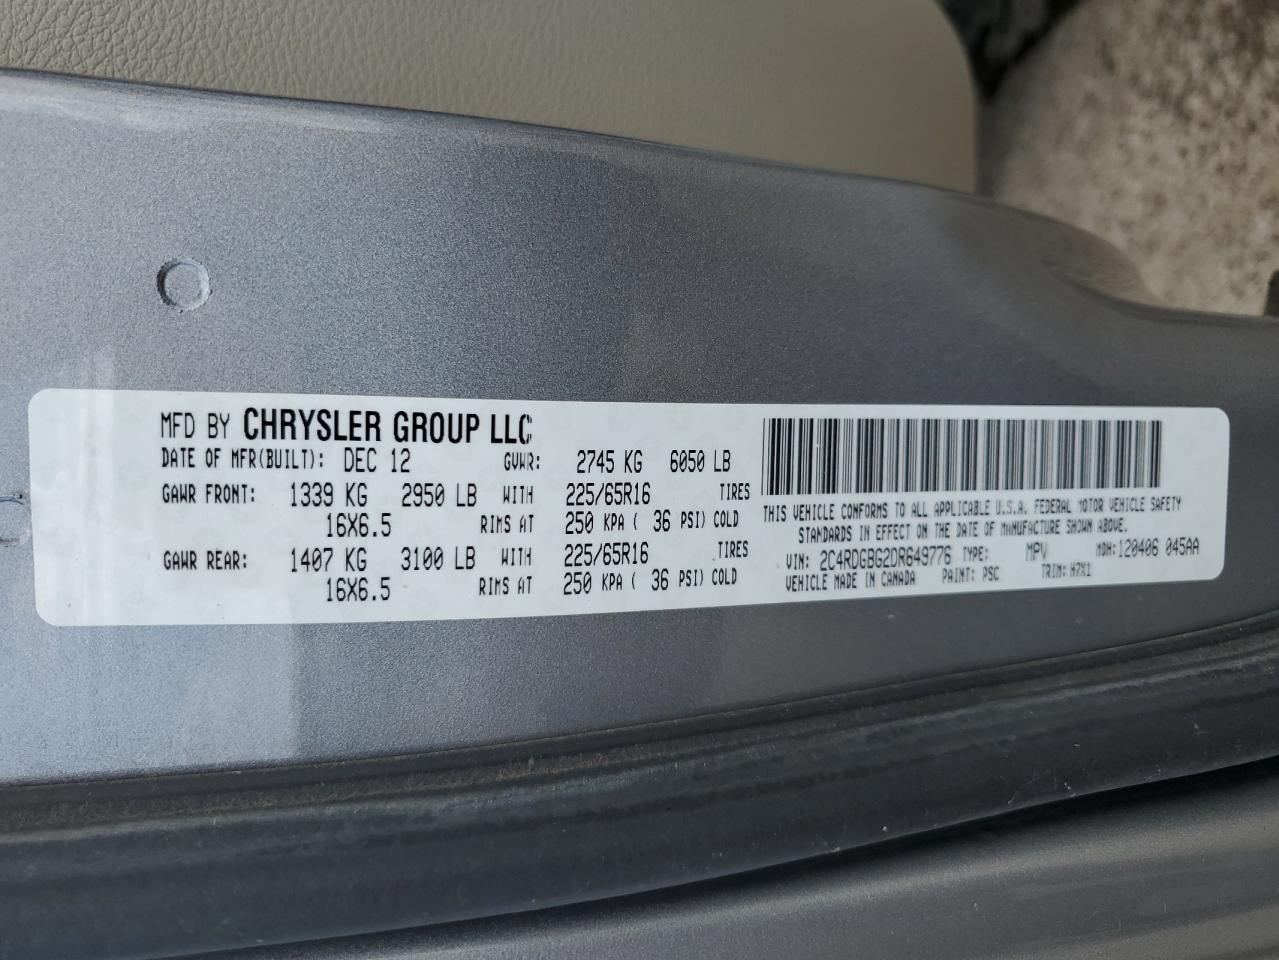 MFD BY CHRYSLER GROUP LLC
DATE OF MFR(BUILT): DEC 12 GVWR: 2745 KG 6050 LB
GAWR FRONT: 1339 KG 2950 LB WITH 225/65R16 TIRES
16X6.5 RIMS AT 250 KPA ( 36 PSI) COLD
GAWR REAR: 1407 KG 3100 LB WITH 225/65R16 TIRES
16X6.5 RIMS AT 250 KPA ( 36 PSI) COLD
THIS VEHICLE CONFORMS TO ALL APPLICABLE U.S.A. FEDERAL MOTOR VEHICLE SAFETY
STANDARDS IN EFFECT ON THE DATE OF MANUFACTURE SHOWN ABOVE.
VIN: 2C4RDGBG2DR649776 TYPE: MPV MDH:120406 045AA
VEHICLE MADE IN CANADA PAINT: PSC TRIM: H7X1